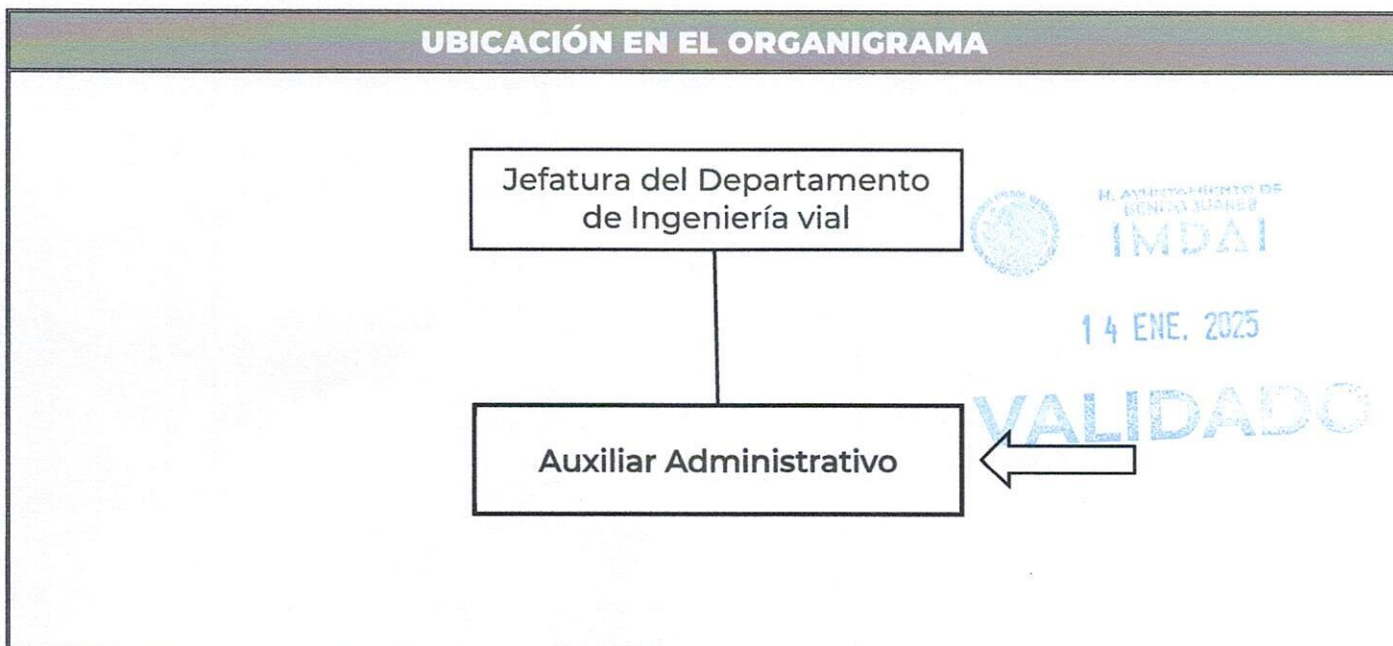 UBICACIÓN EN EL ORGANIGRAMA
Jefatura del Departamento
de Ingeniería vial
H. AYUNTAMIENTO DE
BENITO JUAREZ
IMDAI
14 ENE. 2025
VALIDADO
Auxiliar Administrativo